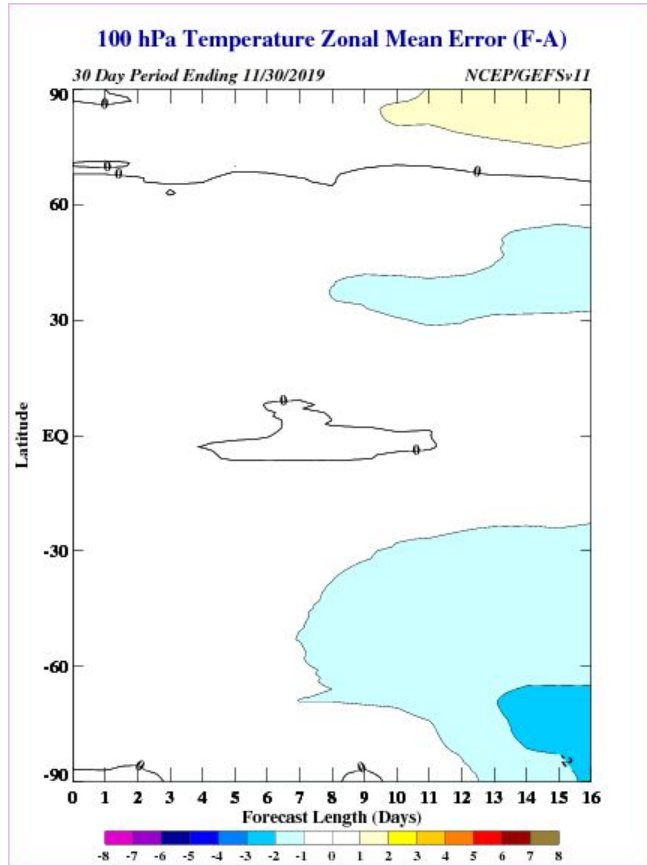 100 hPa Temperature Zonal Mean Error (F-A)
30 Day Period Ending 11/30/2019 NCEP/GEFSv11
90
0
0
0
0
60
30
0
EQ
0
Latitude
-30
-60
-2
0
0
-90
0 1 2 3 4 5 6 7 8 9 10 11 12 13 14 15 16
Forecast Length (Days)
-8 -7 -6 -5 -4 -3 -2 -1 0 1 2 3 4 5 6 7 8